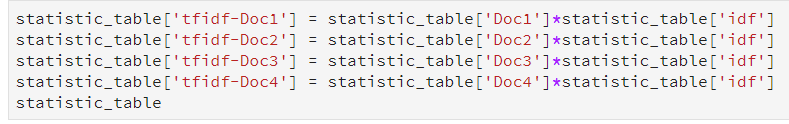 statistic_table['tfidf-Doc1'] = statistic_table['Doc1']*statistic_table['idf']
statistic_table['tfidf-Doc2'] = statistic_table['Doc2']*statistic_table['idf']
statistic_table['tfidf-Doc3'] = statistic_table['Doc3']*statistic_table['idf']
statistic_table['tfidf-Doc4'] = statistic_table['Doc4']*statistic_table['idf']
statistic_table